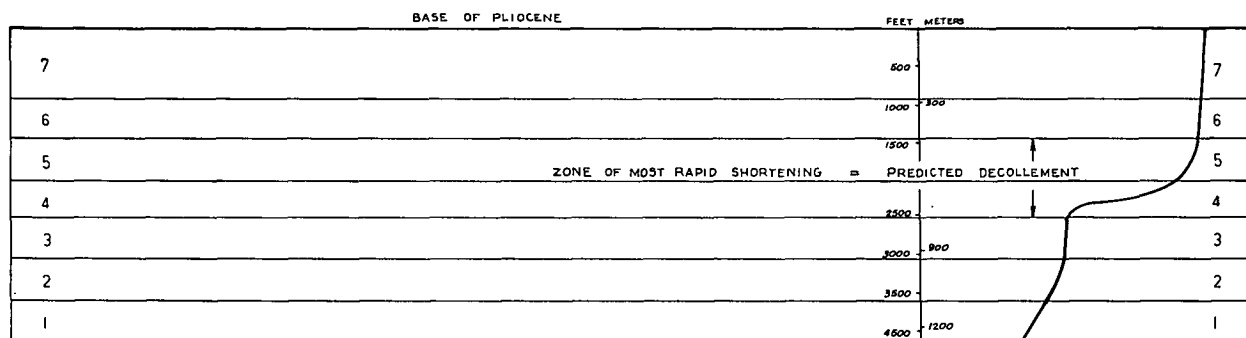 BASE OF PLIOCENE
FEET METERS
7 500 7
1000 300
6 6
1500
5 5
ZONE OF MOST RAPID SHORTENING = PREDICTED DECOLLEMENT
4 4
2500
3 900 3
3000
2 2
3500
1 1
4500 1200